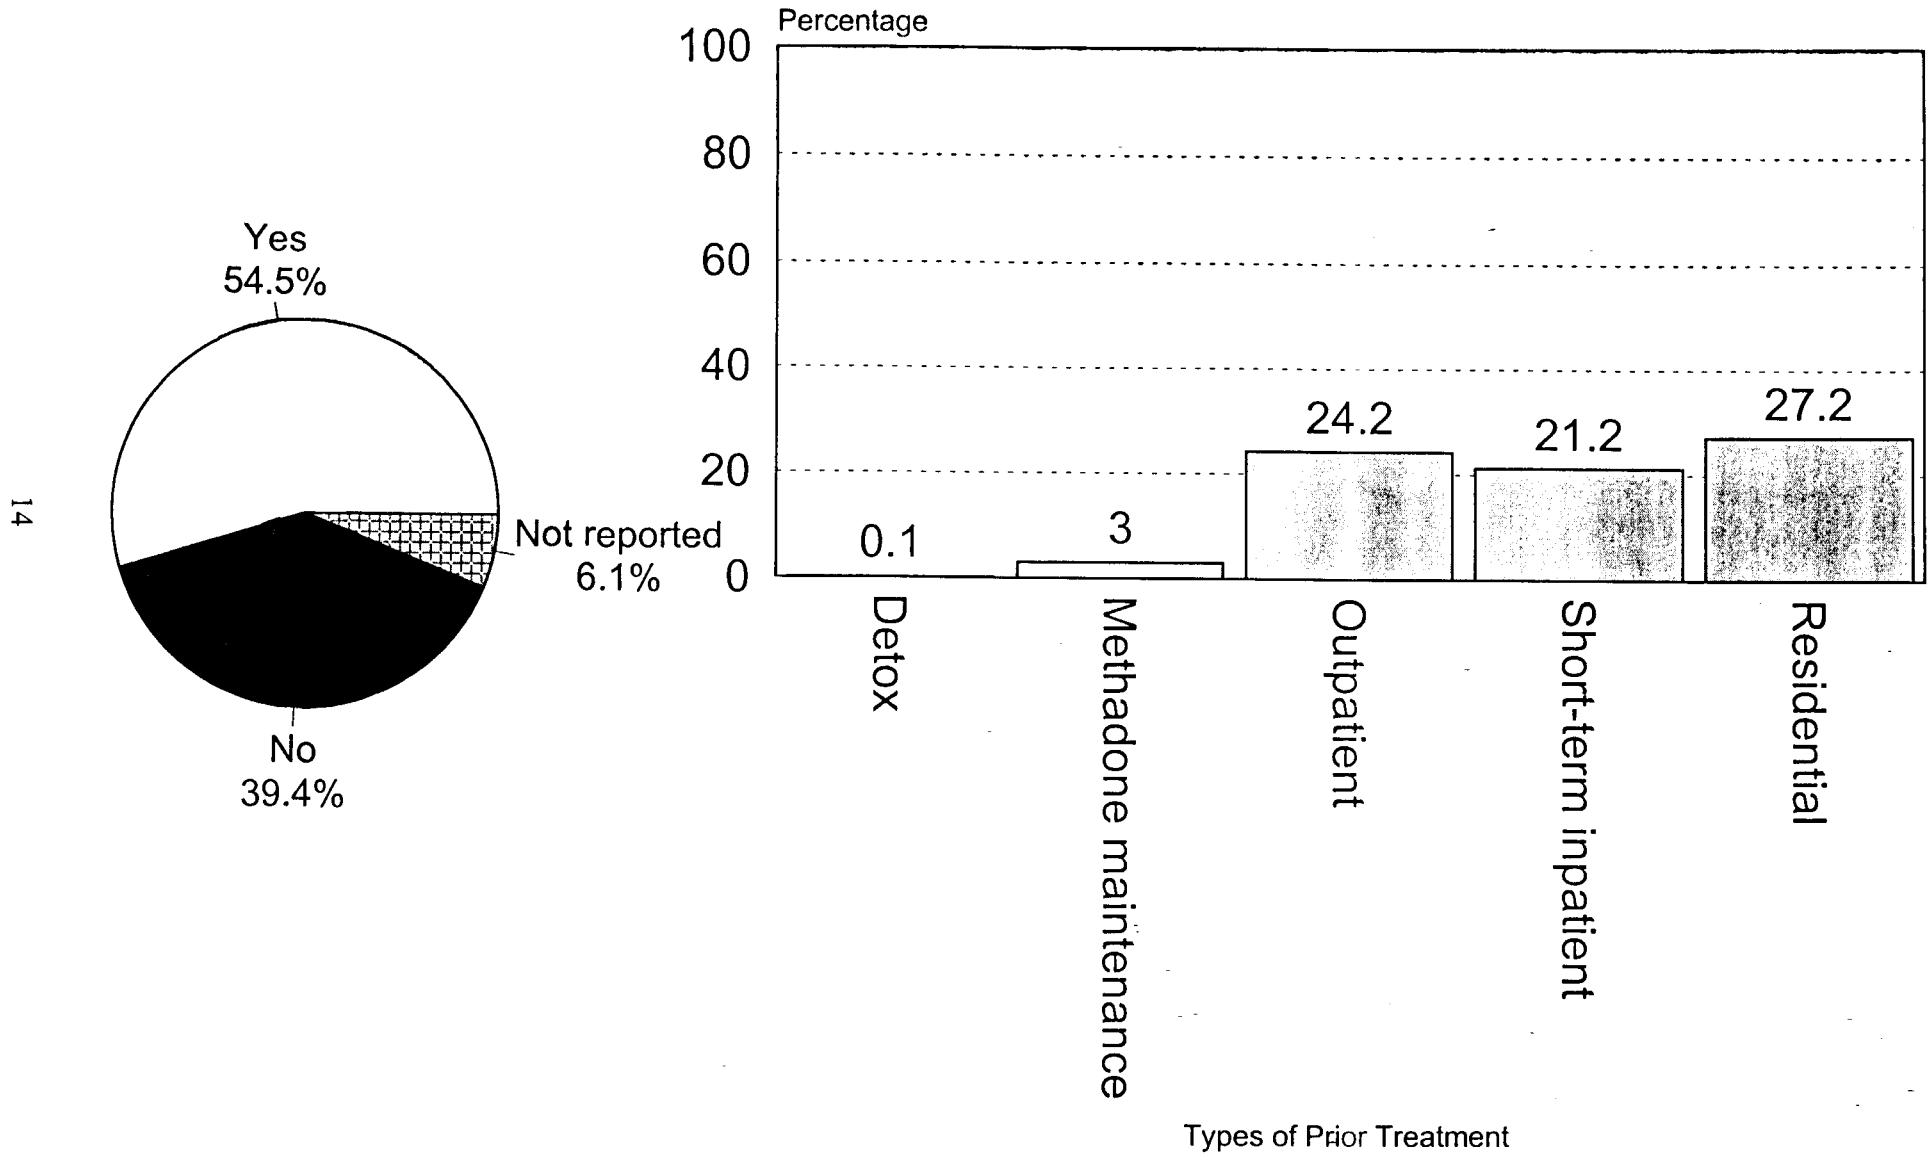 Yes
54.5%
Not reported
6.1%
No
39.4%
14
Percentage
100
80
60
40
20
0
0.1
3
24.2
21.2
27.2
Detox
Methadone maintenance
Outpatient
Short-term inpatient
Residential
Types of Prior Treatment